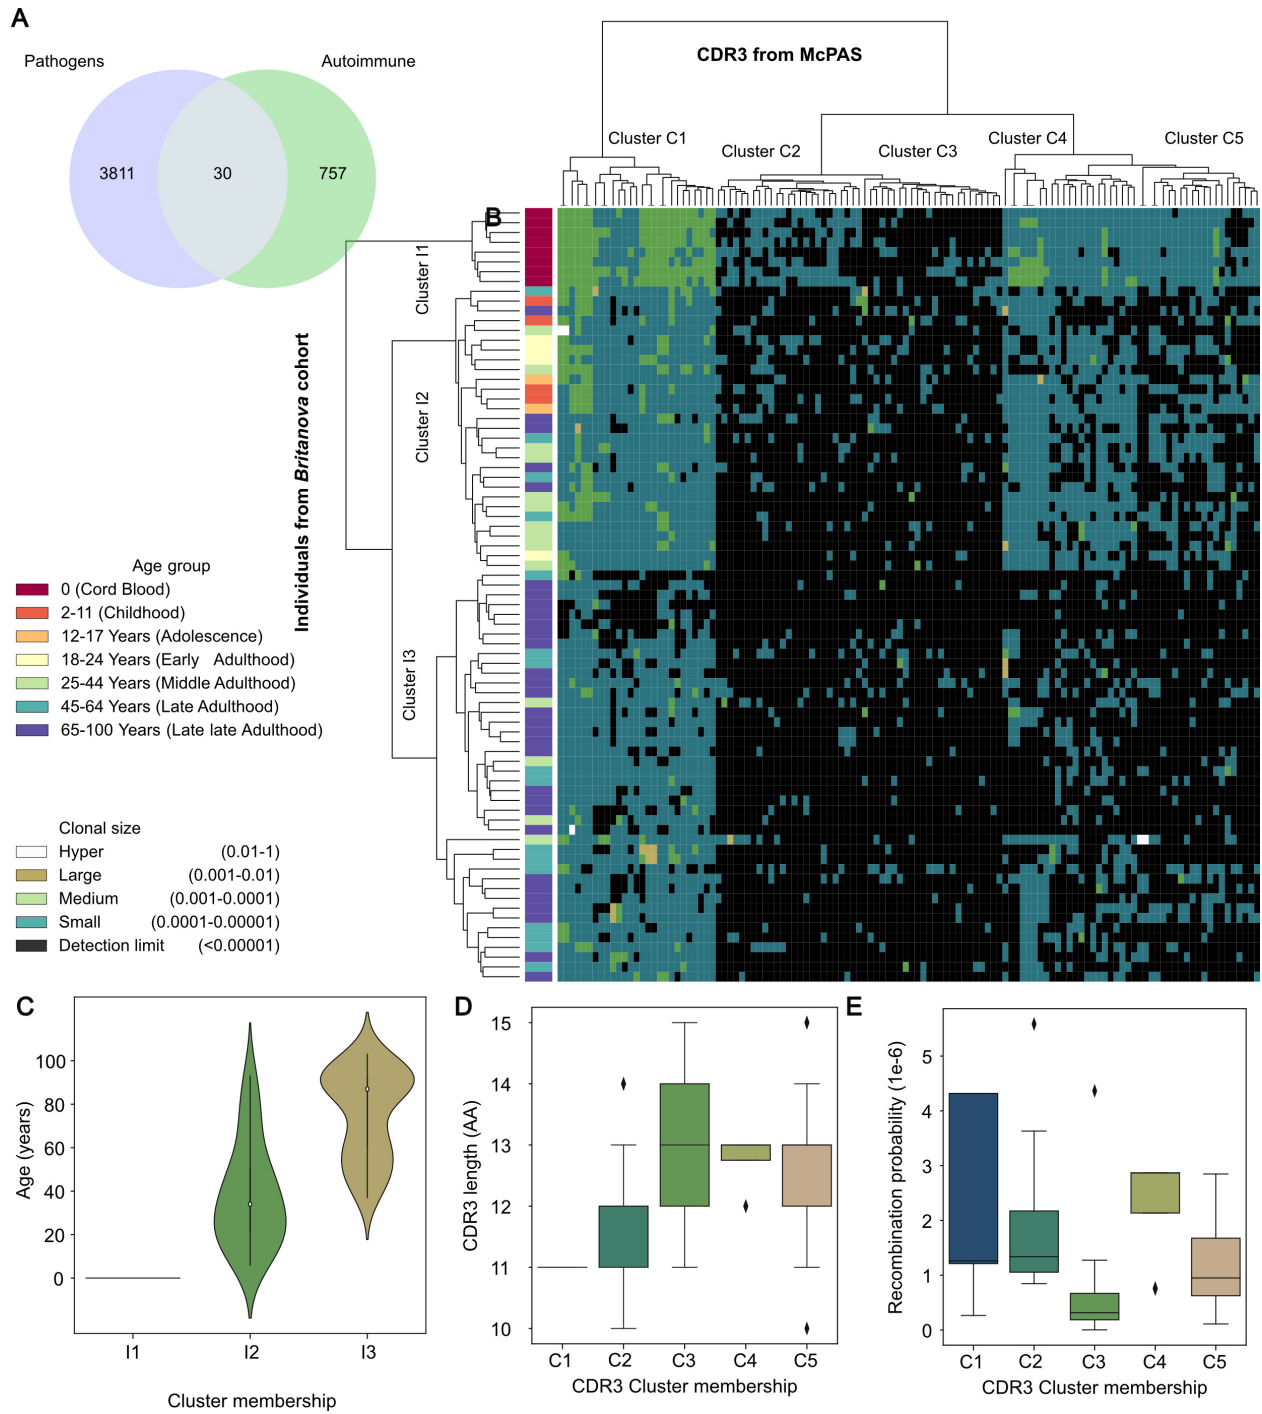 A
Pathogens
Autoimmune
3811
30
757
CDR3 from McPAS
Cluster C1
Cluster C2
Cluster C3
Cluster C4
Cluster C5
B
Individuals from Britanova cohort
Cluster I1
Cluster I2
Cluster I3
Age group
0 (Cord Blood)
2-11 (Childhood)
12-17 Years (Adolescence)
18-24 Years (Early Adulthood)
25-44 Years (Middle Adulthood)
45-64 Years (Late Adulthood)
65-100 Years (Late late Adulthood)
Clonal size
Hyper (0.01-1)
Large (0.001-0.01)
Medium (0.001-0.0001)
Small (0.0001-0.00001)
Detection limit (<0.00001)
C
Age (years)
100
80
60
40
20
0
I1 I2 I3
Cluster membership
D
CDR3 length (AA)
15
14
13
12
11
10
C1 C2 C3 C4 C5
CDR3 Cluster membership
E
Recombination probability (1e-6)
5
4
3
2
1
0
C1 C2 C3 C4 C5
CDR3 Cluster membership